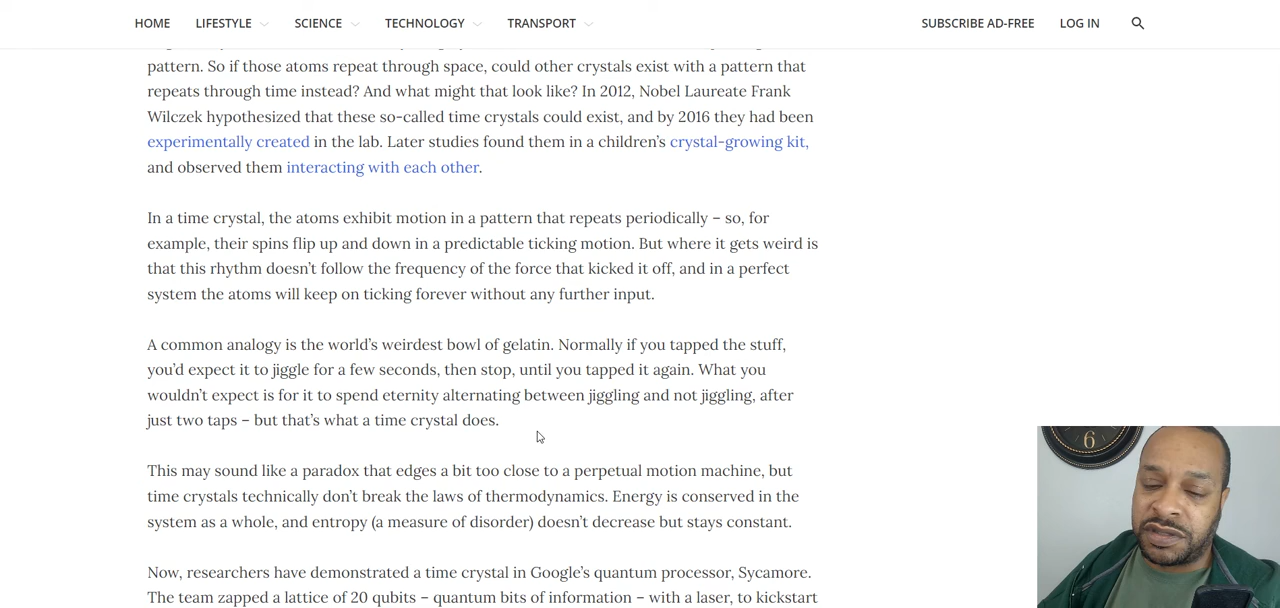 HOME LIFESTYLE SCIENCE TECHNOLOGY TRANSPORT SUBSCRIBE AD-FREE LOG IN
pattern. So if those atoms repeat through space, could other crystals exist with a pattern that
repeats through time instead? And what might that look like? In 2012, Nobel Laureate Frank
Wilczek hypothesized that these so-called time crystals could exist, and by 2016 they had been
experimentally created in the lab. Later studies found them in a children’s crystal-growing kit,
and observed them interacting with each other.
In a time crystal, the atoms exhibit motion in a pattern that repeats periodically – so, for
example, their spins flip up and down in a predictable ticking motion. But where it gets weird is
that this rhythm doesn’t follow the frequency of the force that kicked it off, and in a perfect
system the atoms will keep on ticking forever without any further input.
A common analogy is the world’s weirdest bowl of gelatin. Normally if you tapped the stuff,
you’d expect it to jiggle for a few seconds, then stop, until you tapped it again. What you
wouldn’t expect is for it to spend eternity alternating between jiggling and not jiggling, after
just two taps – but that’s what a time crystal does.
This may sound like a paradox that edges a bit too close to a perpetual motion machine, but
time crystals technically don’t break the laws of thermodynamics. Energy is conserved in the
system as a whole, and entropy (a measure of disorder) doesn’t decrease but stays constant.
Now, researchers have demonstrated a time crystal in Google’s quantum processor, Sycamore.
The team zapped a lattice of 20 qubits – quantum bits of information – with a laser, to kickstart
6